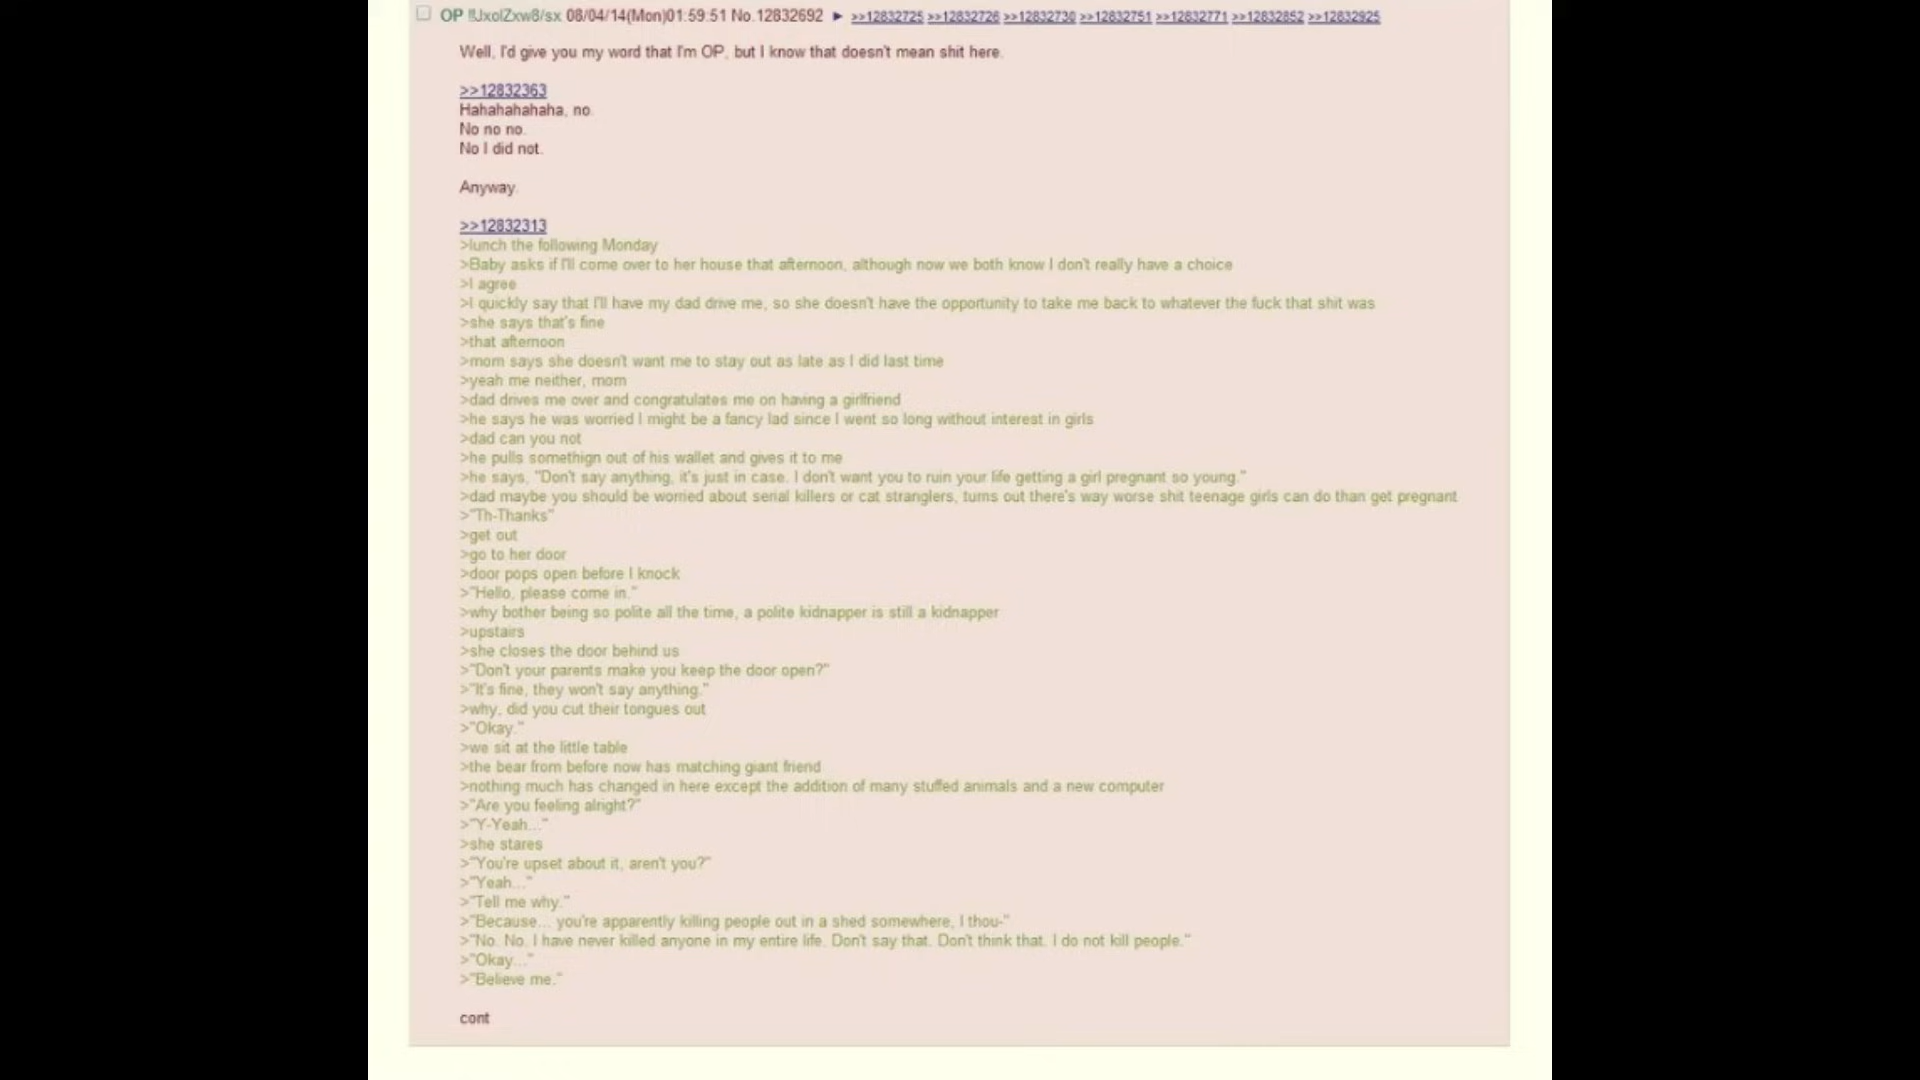 OP !!UxolZxw8/sx 08/04/14(Mon)01:59:51 No.12832692 ► >>12832725 >>12832726 >>12832730 >>12832751 >>12832771 >>12832852 >>12832925
Well, I'd give you my word that I'm OP, but I know that doesn't mean shit here.
>>12832363
Hahahahahaha, no.
No no no.
No I did not.
Anyway.
>>12832313
>lunch the following Monday
>Baby asks if I'll come over to her house that afternoon, although now we both know I don't really have a choice
>I agree
>I quickly say that I'll have my dad drive me, so she doesn't have the opportunity to take me back to whatever the fuck that shit was
>she says that's fine
>that afternoon
>mom says she doesn't want me to stay out as late as I did last time
>yeah me neither, mom
>dad drives me over and congratulates me on having a girlfriend
>he says he was worried I might be a fancy lad since I went so long without interest in girls
>dad can you not
>he pulls somethign out of his wallet and gives it to me
>he says, "Don't say anything, it's just in case. I don't want you to ruin your life getting a girl pregnant so young."
>dad maybe you should be worried about serial killers or cat stranglers, turns out there's way worse shit teenage girls can do than get pregnant
>"Th-Thanks"
>get out
>go to her door
>door pops open before I knock
>"Hello, please come in."
>why bother being so polite all the time, a polite kidnapper is still a kidnapper
>upstairs
>she closes the door behind us
>"Don't your parents make you keep the door open?"
>"It's fine, they won't say anything."
>why, did you cut their tongues out
>"Okay."
>we sit at the little table
>the bear from before now has matching giant friend
>nothing much has changed in here except the addition of many stuffed animals and a new computer
>"Are you feeling alright?"
>"Y-Yeah..."
>she stares
>"You're upset about it, aren't you?"
>"Yeah..."
>"Tell me why."
>"Because... you're apparently killing people out in a shed somewhere, I thou-"
>"No. No. I have never killed anyone in my entire life. Don't say that. Don't think that. I do not kill people."
>"Okay..."
>"Believe me."
cont